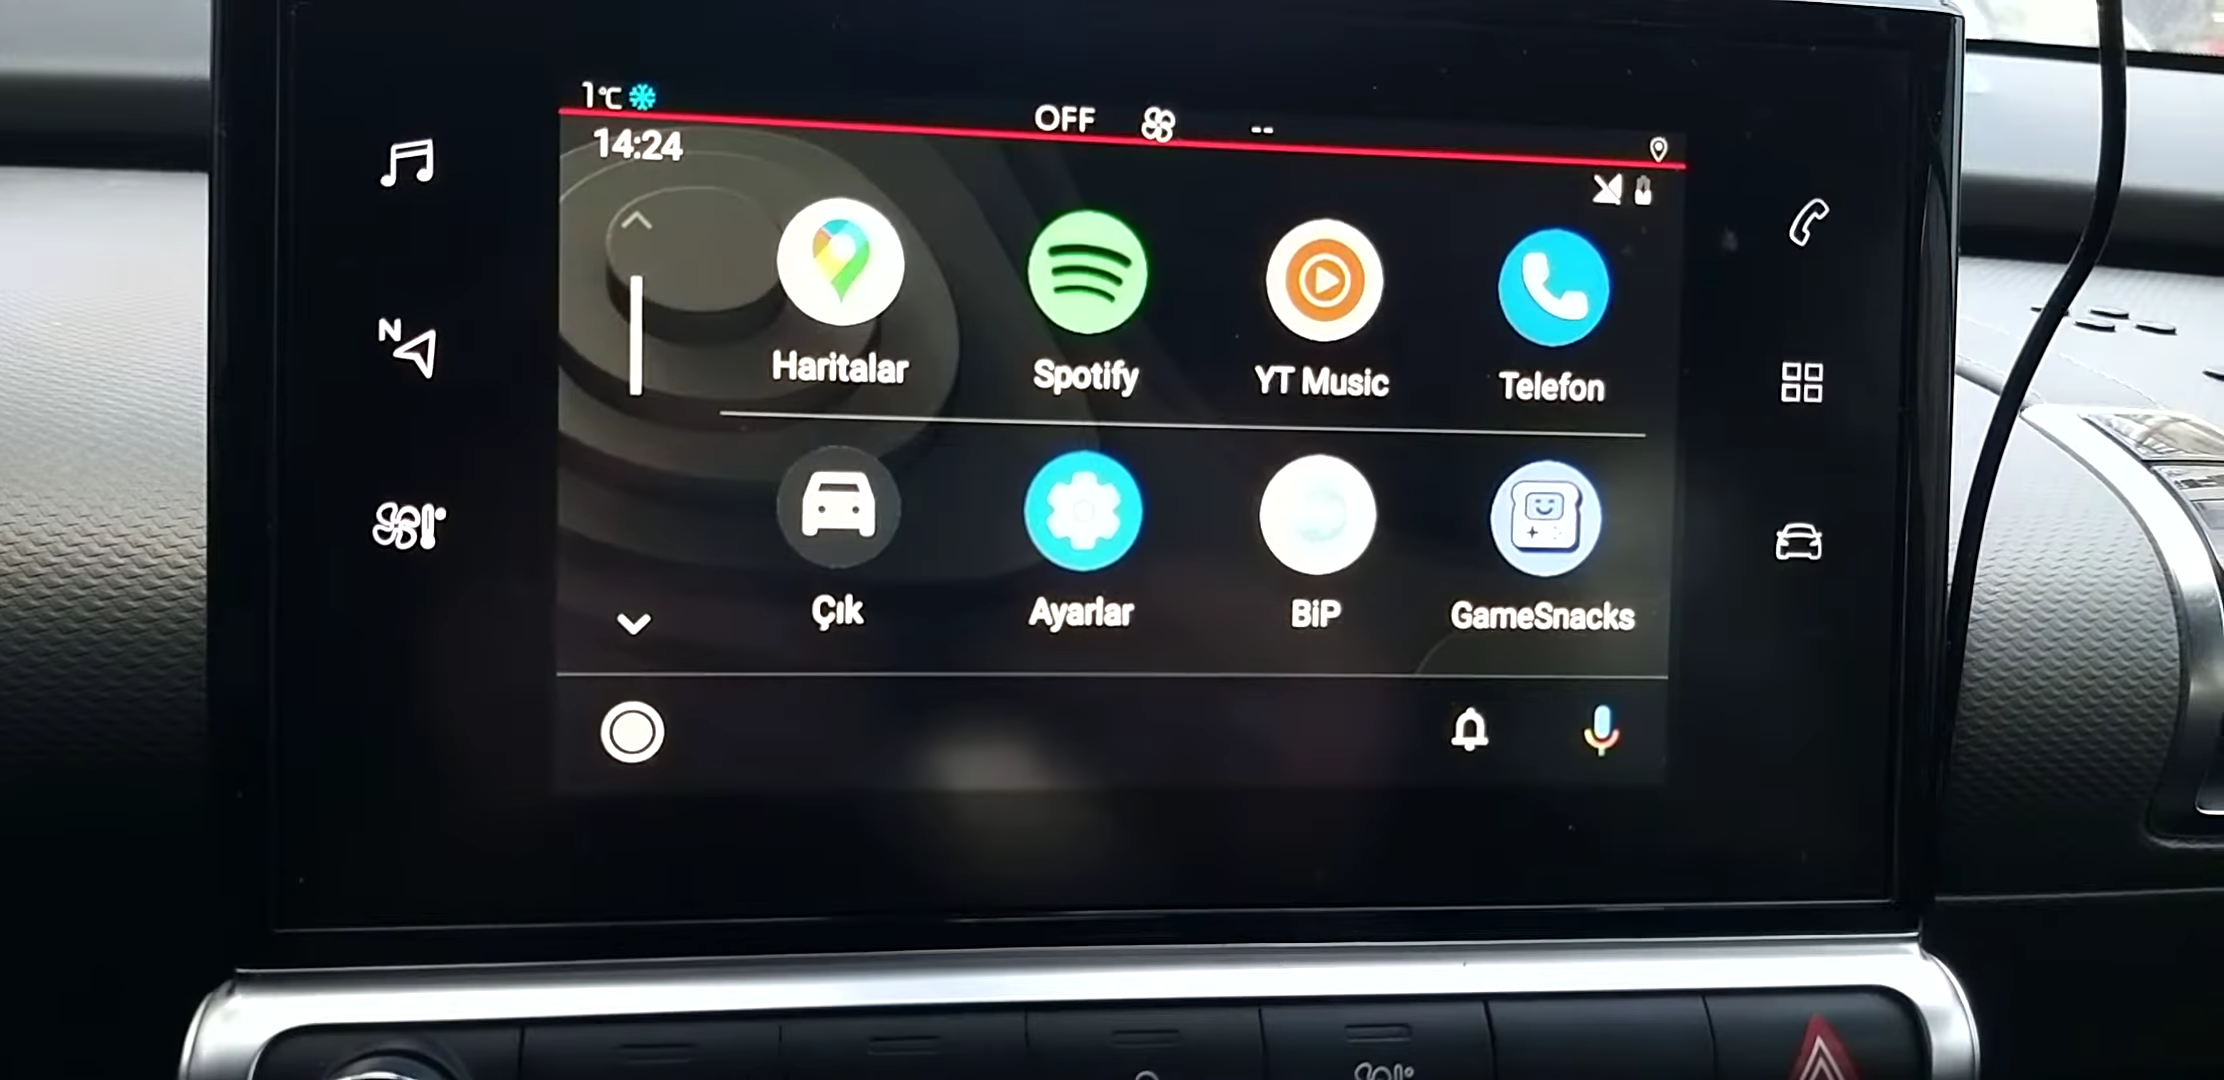 1°C
OFF --
14:24
N
Haritalar Spotify YT Music Telefon
Çık Ayarlar BiP GameSnacks